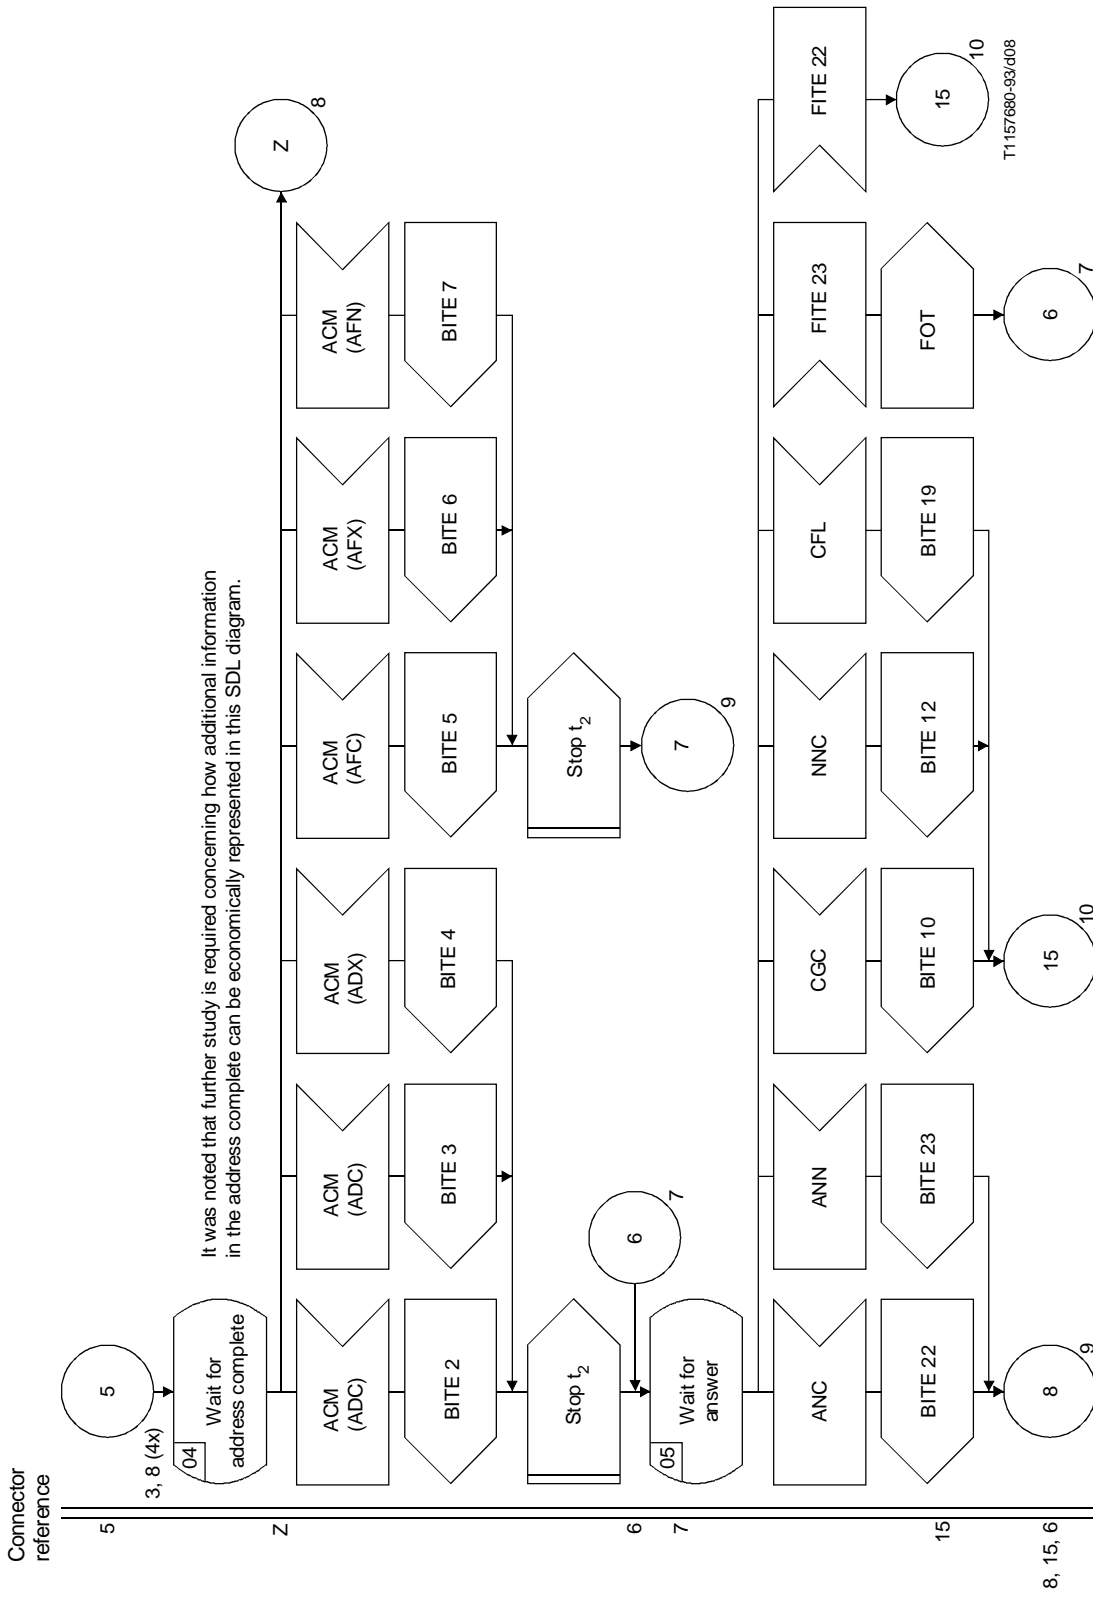 Connector
reference
5
Z
6
7
15
8, 15, 6
5
3, 8 (4x)
04
Wait for
address complete
It was noted that further study is required concerning how additional information
in the address complete can be economically represented in this SDL diagram.
Z
8
ACM
(ADC)
ACM
(ADC)
ACM
(ADX)
ACM
(AFC)
ACM
(AFX)
ACM
(AFN)
BITE 2
BITE 3
BITE 4
BITE 5
BITE 6
BITE 7
Stop t2
Stop t2
6
7
7
9
05
Wait for
answer
ANC
ANN
CGC
NNC
CFL
FITE 23
FITE 22
BITE 22
BITE 23
BITE 10
BITE 12
BITE 19
FOT
15
10
8
9
15
10
6
7
T1157680-93/d08